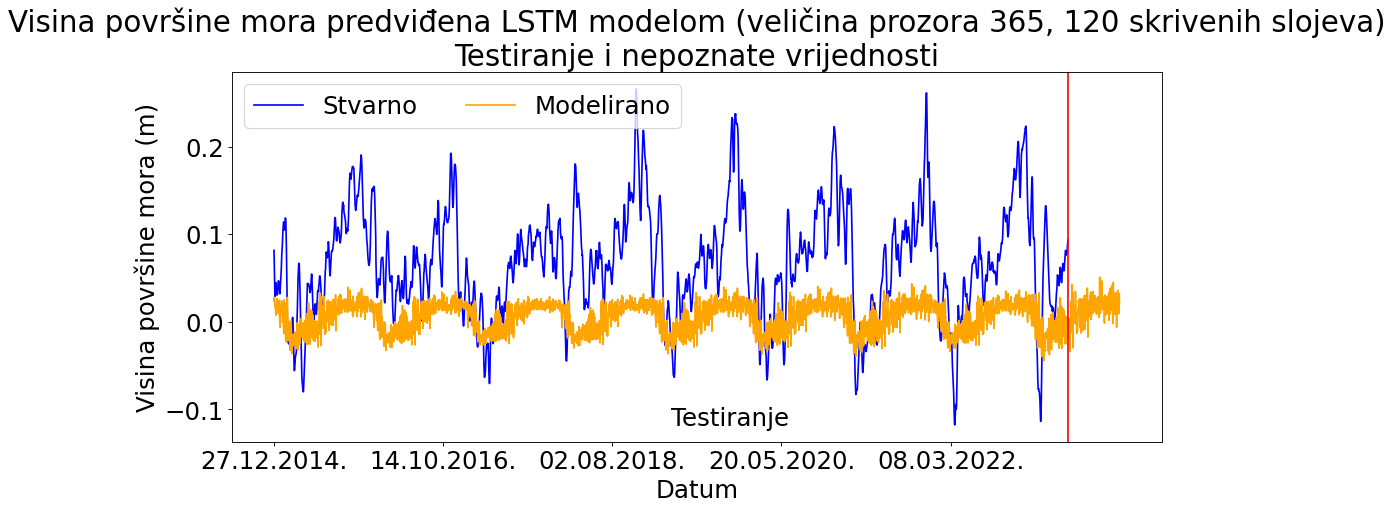 Visina površine mora predviđena LSTM modelom (veličina prozora 365, 120 skrivenih slojeva)
Testiranje i nepoznate vrijednosti
Stvarno
Modelirano
Visina površine mora (m)
0.2
0.1
0.0
−0.1
Testiranje
27.12.2014.
14.10.2016.
02.08.2018.
20.05.2020.
08.03.2022.
Datum